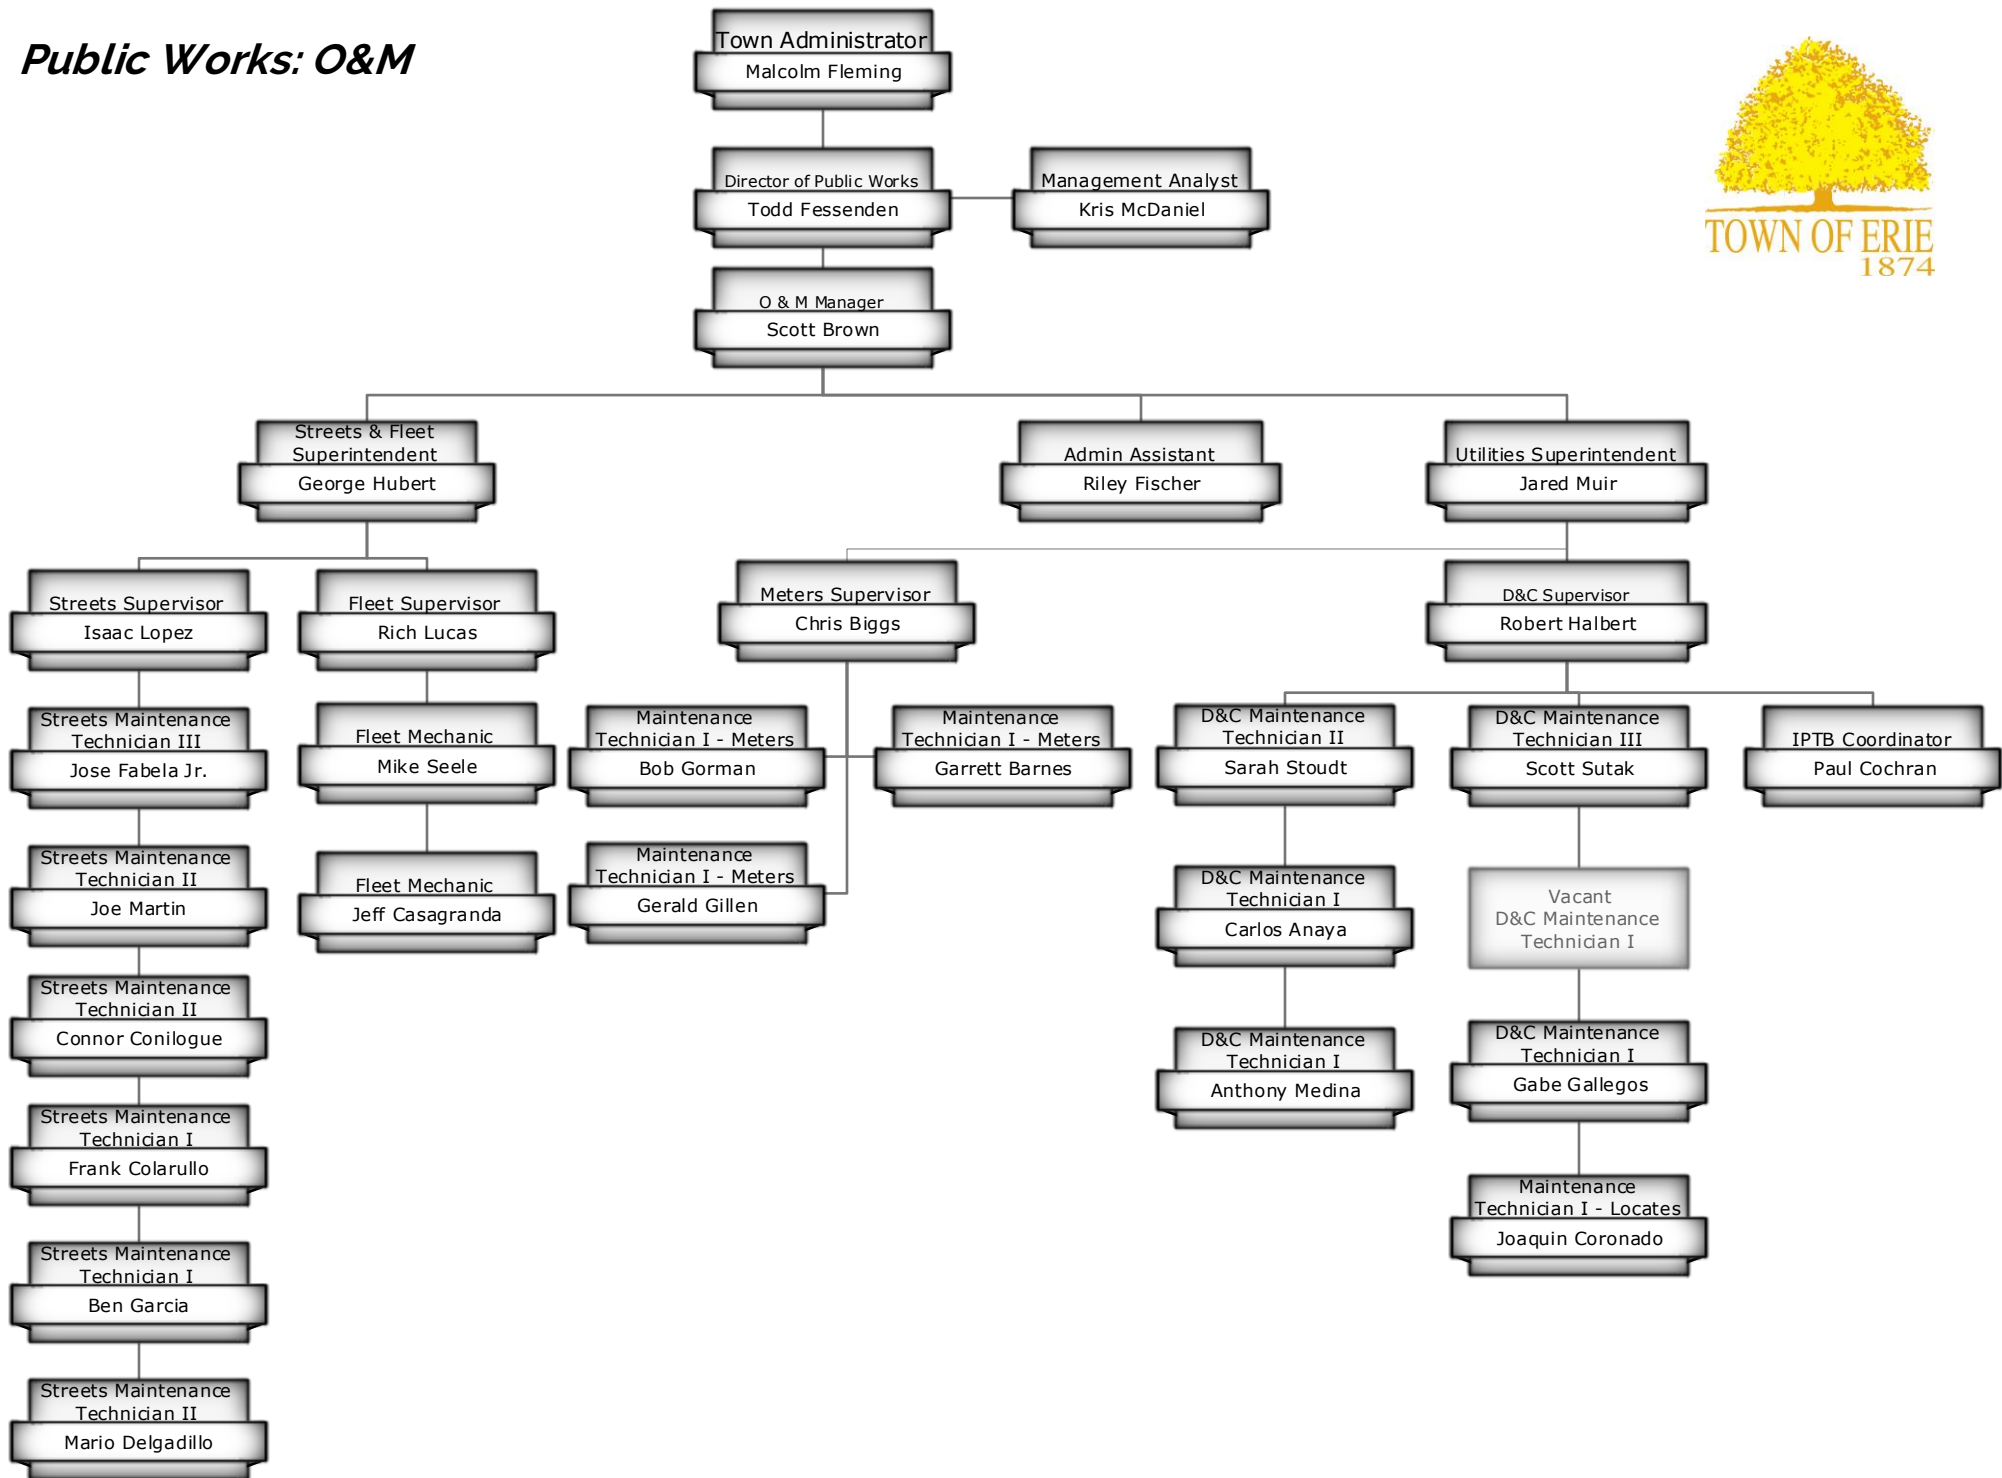 Public Works: O&M
Town Administrator
Malcolm Fleming
TOWN OF ERIE
1874
Director of Public Works
Todd Fessenden
Management Analyst
Kris McDaniel
O & M Manager
Scott Brown
Streets & Fleet
Superintendent
George Hubert
Admin Assistant
Riley Fischer
Utilities Superintendent
Jared Muir
Streets Supervisor
Isaac Lopez
Fleet Supervisor
Rich Lucas
Meters Supervisor
Chris Biggs
D&C Supervisor
Robert Halbert
Streets Maintenance
Technician III
Jose Fabela Jr.
Fleet Mechanic
Mike Seele
Maintenance
Technician I - Meters
Bob Gorman
Maintenance
Technician I - Meters
Garrett Barnes
D&C Maintenance
Technician II
Sarah Stoudt
D&C Maintenance
Technician III
Scott Sutak
IPTB Coordinator
Paul Cochran
Streets Maintenance
Technician II
Joe Martin
Fleet Mechanic
Jeff Casagranda
Maintenance
Technician I - Meters
Gerald Gillen
D&C Maintenance
Technician I
Carlos Anaya
Vacant
D&C Maintenance
Technician I
Streets Maintenance
Technician II
Connor Conilogue
D&C Maintenance
Technician I
Anthony Medina
D&C Maintenance
Technician I
Gabe Gallegos
Streets Maintenance
Technician I
Frank Colarullo
Maintenance
Technician I - Locates
Joaquin Coronado
Streets Maintenance
Technician I
Ben Garcia
Streets Maintenance
Technician II
Mario Delgadillo